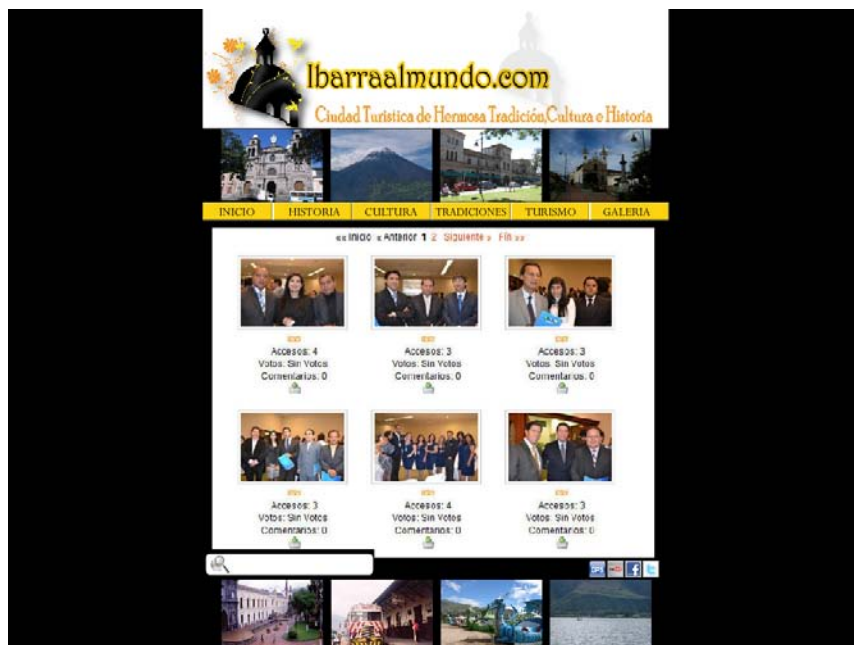 Ibarraalmundo.com
Ciudad Turistica de Hermosa Tradición,Cultura e Historia
INICIO HISTORIA CULTURA TRADICIONES TURISMO GALERIA
«« Inicio « Anterior 1 2 Siguiente » Fin »»
Accesos: 4 Accesos: 3 Accesos: 3
Votos: Sin Votos Votos: Sin Votos Votos: Sin Votos
Comentarios: 0 Comentarios: 0 Comentarios: 0
Accesos: 3 Accesos: 4 Accesos: 3
Votos: Sin Votos Votos: Sin Votos Votos: Sin Votos
Comentarios: 0 Comentarios: 0 Comentarios: 0